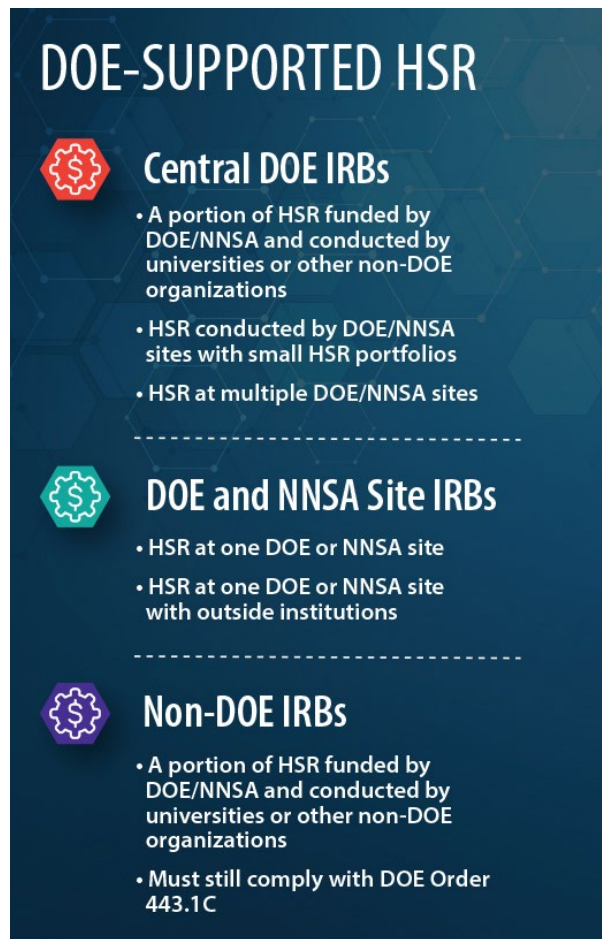 DOE-SUPPORTED HSR
Central DOE IRBs
• A portion of HSR funded by
DOE/NNSA and conducted by
universities or other non-DOE
organizations
• HSR conducted by DOE/NNSA
sites with small HSR portfolios
• HSR at multiple DOE/NNSA sites
DOE and NNSA Site IRBs
• HSR at one DOE or NNSA site
• HSR at one DOE or NNSA site
with outside institutions
Non-DOE IRBs
• A portion of HSR funded by
DOE/NNSA and conducted by
universities or other non-DOE
organizations
• Must still comply with DOE Order
443.1C